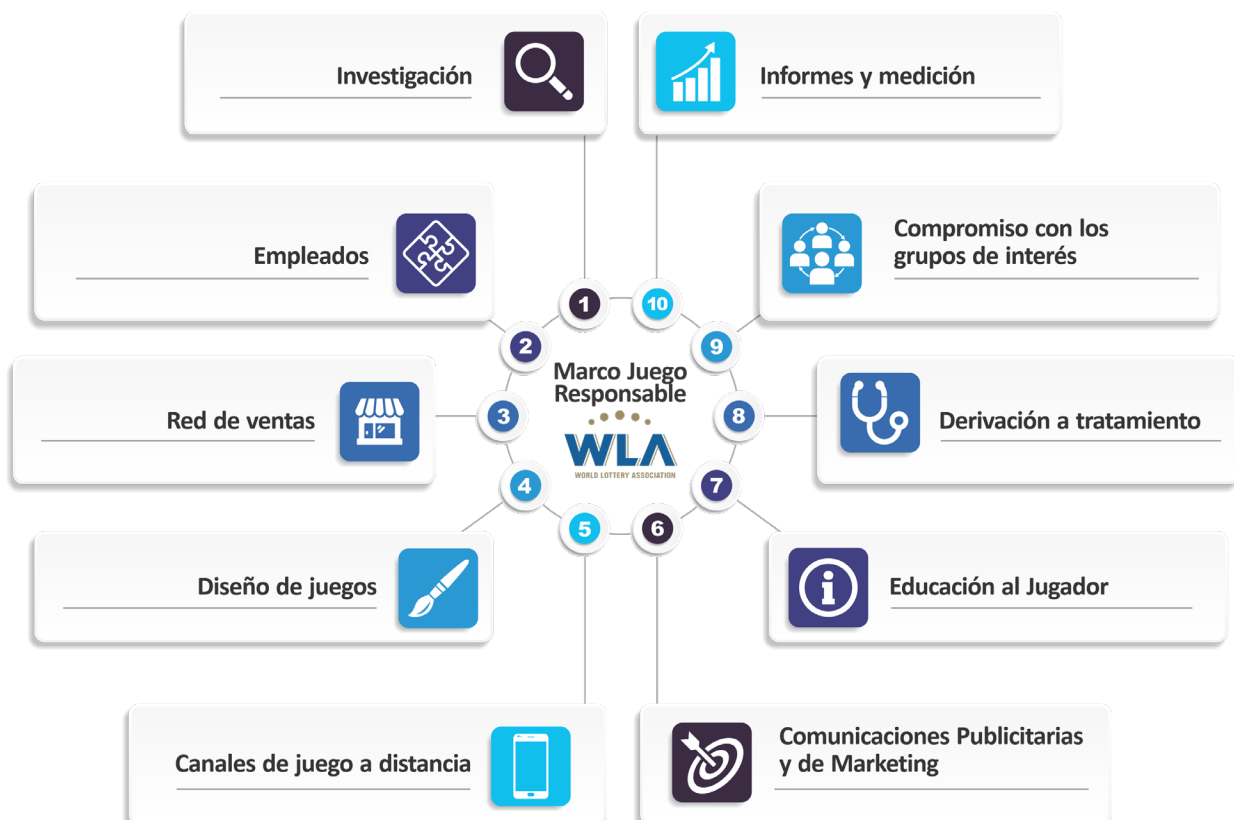 Investigación
Informes y medición
Empleados
Compromiso con los
grupos de interés
1
10
2
9
Marco Juego
Responsable
Red de ventas
3
8
Derivación a tratamiento
WLA
WORLD LOTTERY ASSOCIATION
4
7
5
6
Diseño de juegos
Educación al Jugador
Canales de juego a distancia
Comunicaciones Publicitarias
y de Marketing